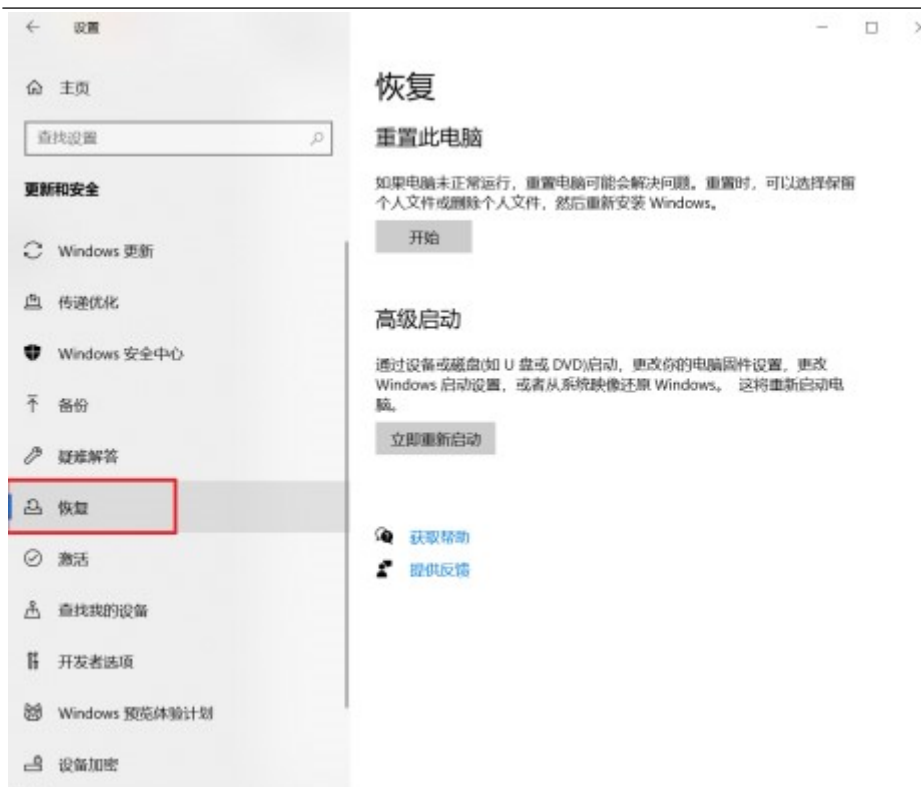 设置
主页
查找设置
更新和安全
Windows 更新
传递优化
Windows 安全中心
备份
疑难解答
恢复
激活
查找我的设备
开发者选项
Windows 预览体验计划
设备加密
恢复
重置此电脑
如果电脑未正常运行，重置电脑可能会解决问题。重置时，可以选择保留
个人文件或删除个人文件，然后重新安装 Windows。
开始
高级启动
通过设备或磁盘(如 U 盘或 DVD)启动，更改你的电脑固件设置，更改
Windows 启动设置，或者从系统映像还原 Windows。 这将重新启动电
脑。
立即重新启动
获取帮助
提供反馈